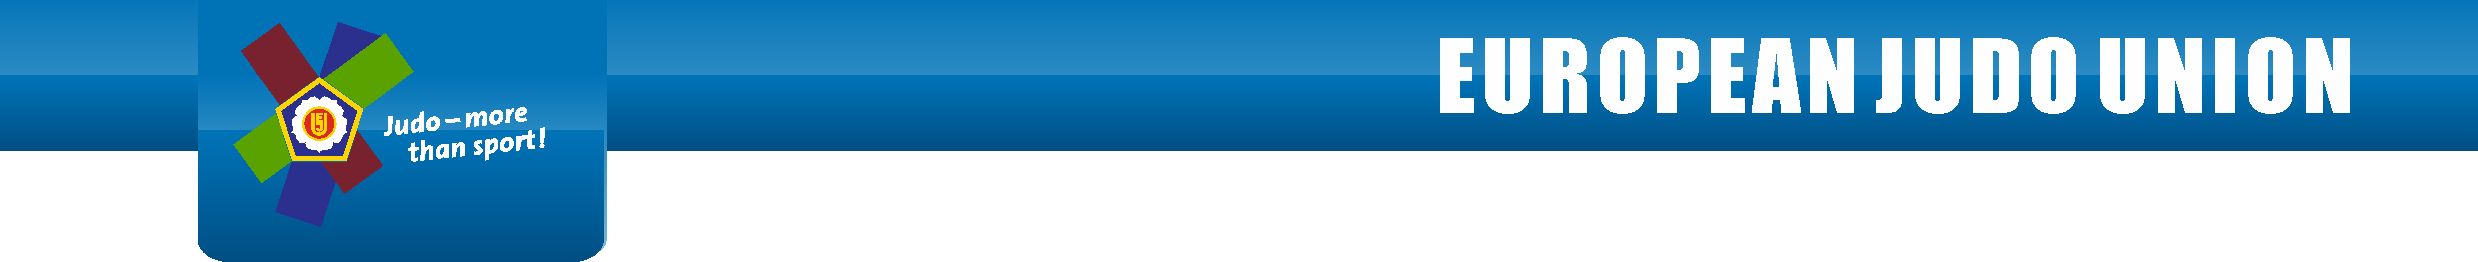 EUROPEAN JUDO UNION
Judo – more
than sport!